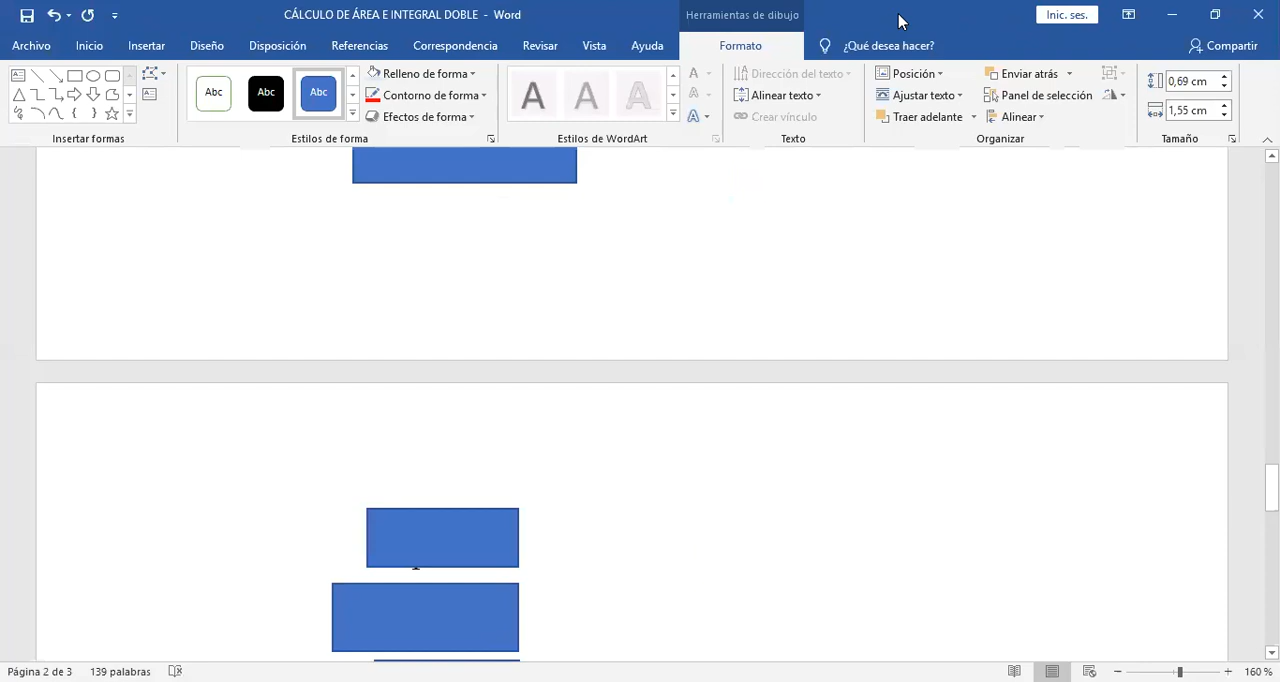 CÁLCULO DE ÁREA E INTEGRAL DOBLE - Word
Herramientas de dibujo
Inic. ses.
Archivo Inicio Insertar Diseño Disposición Referencias Correspondencia Revisar Vista Ayuda Formato ¿Qué desea hacer? Compartir
Abc Abc Abc
Relleno de forma
Contorno de forma
Efectos de forma
A A A
A
A
A
Dirección del texto
Alinear texto
Crear vínculo
Posición
Ajustar texto
Traer adelante
Enviar atrás
Panel de selección
Alinear
0,69 cm
1,55 cm
Insertar formas Estilos de forma Estilos de WordArt Texto Organizar Tamaño
Página 2 de 3 139 palabras 160 %